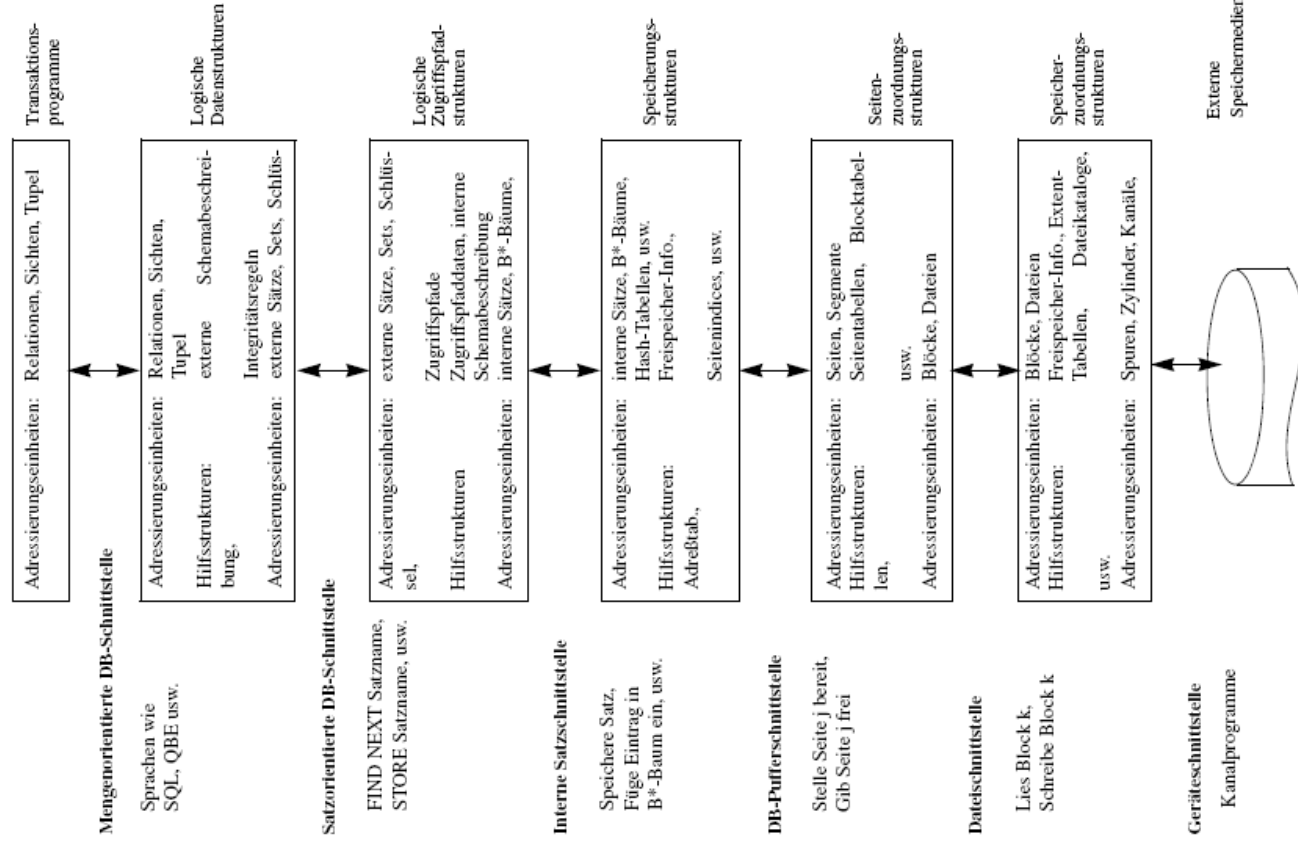 Transaktions-
programme
Adressierungseinheiten: Relationen, Sichten, Tupel
Mengenorientierte DB-Schnittstelle
Sprachen wie
SQL, QBE usw.
Logische
Datenstrukturen
Adressierungseinheiten: Relationen, Sichten,
Tupel
Hilfsstrukturen: externe Schemabeschrei-
bung,
Integritätsregeln
Adressierungseinheiten: externe Sätze, Sets, Schlüs-
Satzorientierte DB-Schnittstelle
FIND NEXT Satzname,
STORE Satzname, usw.
Logische
Zugriffspfad-
strukturen
Adressierungseinheiten: externe Sätze, Sets, Schlüs-
sel,
Zugriffspfade
Hilfsstrukturen Zugriffspfaddaten, interne
Schemabeschreibung
Adressierungseinheiten: interne Sätze, B*-Bäume,
Interne Satzschnittstelle
Speichere Satz,
Füge Eintrag in
B*-Baum ein, usw.
Speicherungs-
strukturen
Adressierungseinheiten: interne Sätze, B*-Bäume,
Hash-Tabellen, usw.
Hilfsstrukturen: Freispeicher-Info.,
Adreßtab.,
Seitenindices, usw.
DB-Pufferschnittstelle
Stelle Seite j bereit,
Gib Seite j frei
Seiten-
zuordnungs-
strukturen
Adressierungseinheiten: Seiten, Segmente
Hilfsstrukturen: Seitentabellen, Blocktabel-
len,
usw.
Adressierungseinheiten: Blöcke, Dateien
Dateischnittstelle
Lies Block k,
Schreibe Block k
Speicher-
zuordnungs-
strukturen
Adressierungseinheiten: Blöcke, Dateien
Hilfsstrukturen: Freispeicher-Info., Extent-
Tabellen, Dateikataloge,
usw.
Adressierungseinheiten: Spuren, Zylinder, Kanäle,
Geräteschnittstelle
Kanalprogramme
Externe
Speichermedien